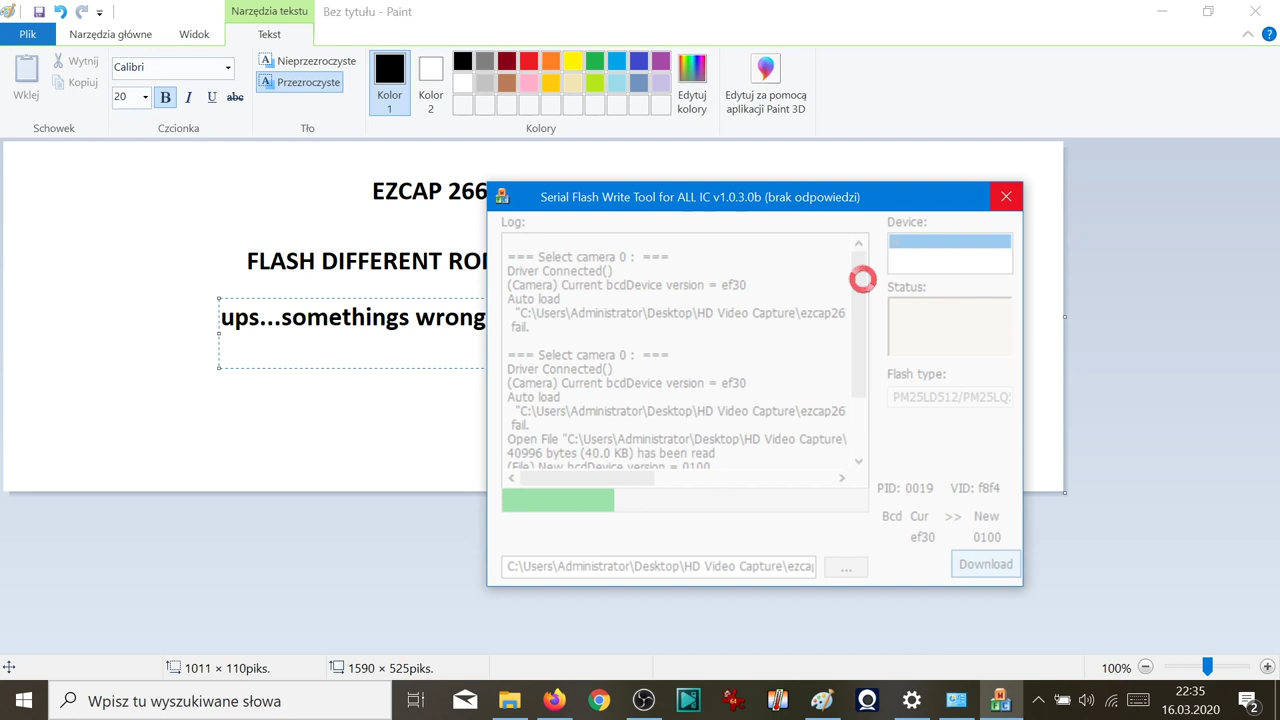 Narzędzia tekstu
Bez tytułu - Paint
Plik
Narzędzia główne
Widok
Tekst
Wklej
Wytnij
Kopiuj
Schowek
Calibri
20
B I U abc
Czcionka
Nieprzezroczyste
Przezroczyste
Tło
Kolor
1
Kolor
2
Edytuj
kolory
Kolory
Edytuj za pomocą
aplikacji Paint 3D
EZCAP 266
FLASH DIFFERENT
ups...somethings wrong
Serial Flash Write Tool for ALL IC v1.0.3.0b (brak odpowiedzi)
Log:
=== Select camera 0 : ===
Driver Connected()
(Camera) Current bcdDevice version = ef30
Auto load
"C:\Users\Administrator\Desktop\HD Video Capture\ezcap26
fail.
=== Select camera 0 : ===
Driver Connected()
(Camera) Current bcdDevice version = ef30
Auto load
"C:\Users\Administrator\Desktop\HD Video Capture\ezcap26
fail.
Open File "C:\Users\Administrator\Desktop\HD Video Capture\
40996 bytes (40.0 KB) has been read
(File) New bcdDevice version = 0100
Device:
Status:
Flash type:
PM25LD512/PM25LQ5
PID: 0019 VID: f8f4
Bcd Cur >> New
ef30 0100
C:\Users\Administrator\Desktop\HD Video Capture\ezcap
...
Download
1011 × 110piks.
1590 × 525piks.
100%
Wpisz tu wyszukiwane słowa
64
22:35
16.03.2020
2